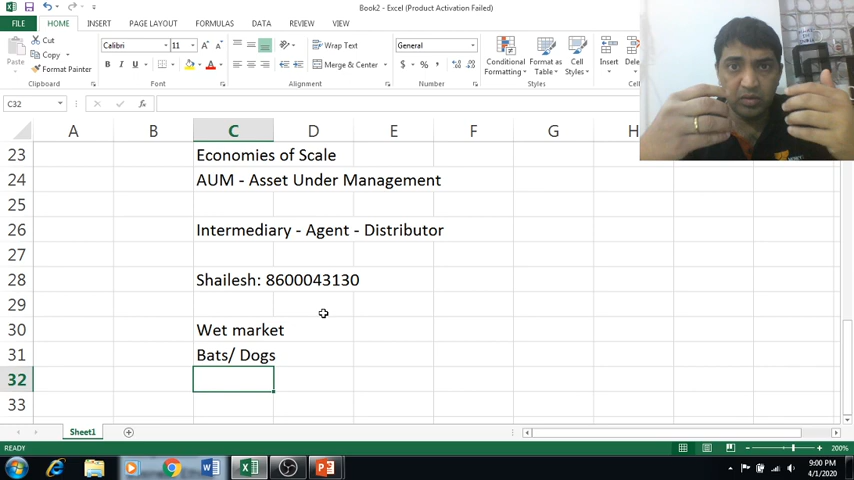 Book2 - Excel (Product Activation Failed)
FILE HOME INSERT PAGE LAYOUT FORMULAS DATA REVIEW VIEW
Cut
Copy
Format Painter
Paste
Clipboard
Calibri 11
B I U
Font
Wrap Text
Merge & Center
Alignment
General
$ % ,
Number
Conditional Formatting
Format as Table
Cell Styles
Styles
Insert
C32
fx
A B C D E F G H
23 Economies of Scale
24 AUM - Asset Under Management
25
26 Intermediary - Agent - Distributor
27
28 Shailesh: 8600043130
29
30 Wet market
31 Bats/ Dogs
32
33
Sheet1
READY
200%
9:00 PM
4/1/2020